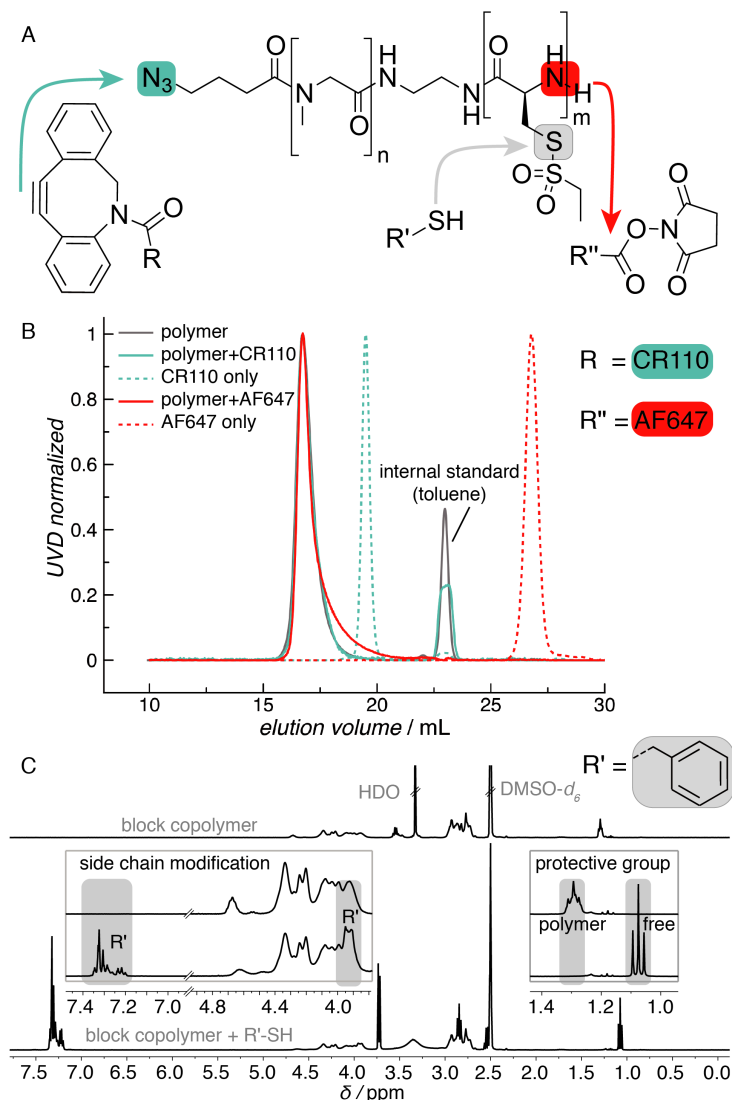 A
N3
O
N
O
n
H
N
N
H
O
H
N
H
m
S
O=S
O
R'
SH
N
O
R
O
O
N
R"
O
O
B
1
0.8
0.6
0.4
0.2
0
UVD normalized
polymer
polymer+CR110
CR110 only
polymer+AF647
AF647 only
internal standard
(toluene)
R = CR110
R" = AF647
10 15 20 25 30
elution volume / mL
C
R' =
HDO
DMSO-d6
block copolymer
side chain modification
R'
R'
7.4 7.2 7.0 4.8 4.6 4.4 4.2 4.0
protective group
polymer
free
1.4 1.2 1.0
block copolymer + R'-SH
7.5 7.0 6.5 6.0 5.5 5.0 4.5 4.0 3.5 3.0 2.5 2.0 1.5 1.0 0.5 0.0
δ / ppm